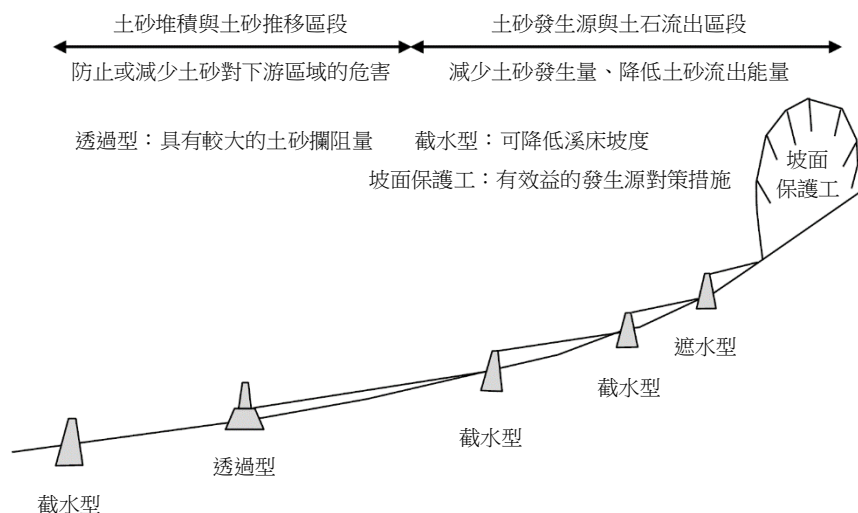 土砂堆積與土砂推移區段
土砂發生源與土石流出區段
防止或減少土砂對下游區域的危害
減少土砂發生量、降低土砂流出能量
透過型：具有較大的土砂攔阻量
截水型：可降低溪床坡度
坡面保護工：有效益的發生源對策措施
坡面
保護工
遮水型
截水型
截水型
透過型
截水型